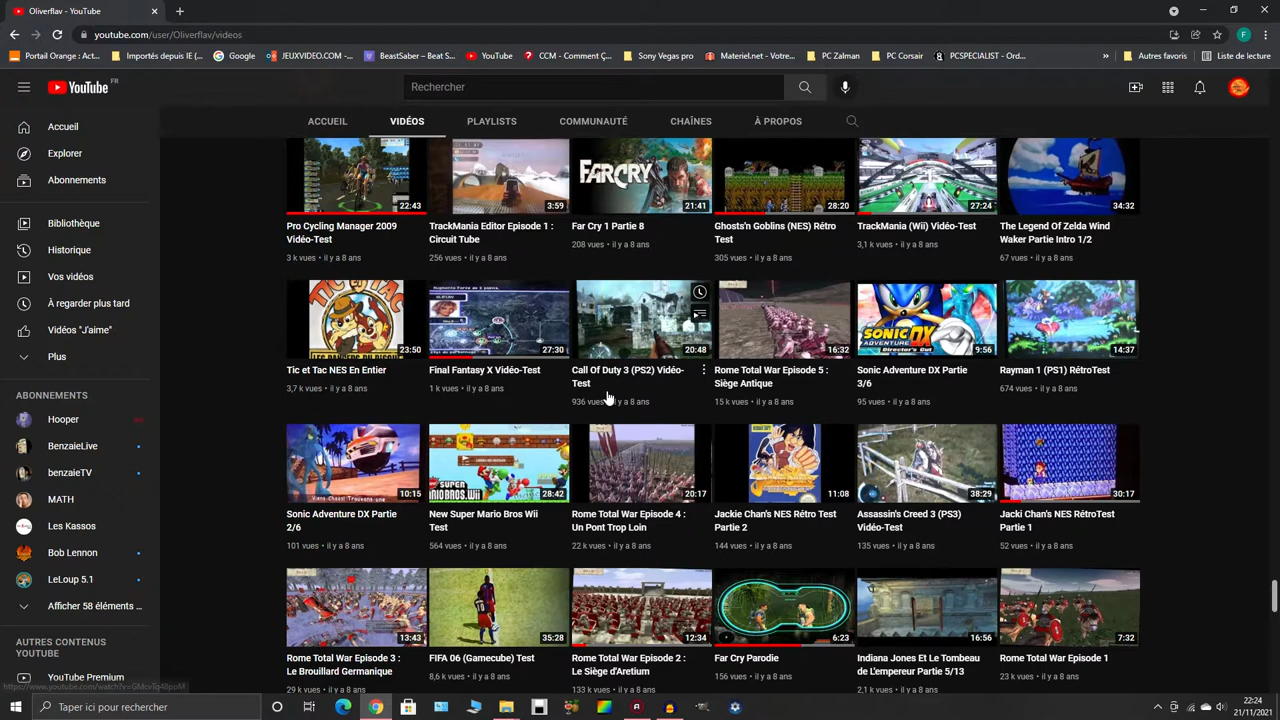 Oliverflav - YouTube
youtube.com/user/Oliverflav/videos
F
Portail Orange | Ac... Importés depuis IE (... Google JEUXVIDEO.COM -... BeastSaber – Beat S... YouTube CCM - Comment Ç... Sony Vegas pro Materiel.net - Votre... PC Zalman PC Corsair PCSPECIALIST - Ord... Autres favoris Liste de lecture
YouTube FR
Rechercher
ACCUEIL VIDÉOS PLAYLISTS COMMUNAUTÉ CHAÎNES À PROPOS
Accueil
Explorer
Abonnements
Bibliothèque
Historique
Vos vidéos
À regarder plus tard
Vidéos "J'aime"
Plus
ABONNEMENTS
Hooper
BenzaieLive
benzaieTV
MATH
Les Kassos
Bob Lennon
LeLoup 5.1
Afficher 58 éléments ...
AUTRES CONTENUS
YOUTUBE
YouTube Premium
FARCRY
22:43 3:59 21:41 28:20 27:24 34:32
Pro Cycling Manager 2009
Vidéo-Test
3 k vues • il y a 8 ans
TrackMania Editor Episode 1 :
Circuit Tube
256 vues • il y a 8 ans
Far Cry 1 Partie 8
208 vues • il y a 8 ans
Ghosts'n Goblins (NES) Rétro
Test
305 vues • il y a 8 ans
TrackMania (Wii) Vidéo-Test
3,1 k vues • il y a 8 ans
The Legend Of Zelda Wind
Waker Partie Intro 1/2
67 vues • il y a 8 ans
TIC et TAC
SONIC
ADVENTURE DX
23:50 27:30 20:48 16:32 9:56 14:37
Tic et Tac NES En Entier
3,7 k vues • il y a 8 ans
Final Fantasy X Vidéo-Test
1 k vues • il y a 8 ans
Call Of Duty 3 (PS2) Vidéo-
Test
936 vues • il y a 8 ans
Rome Total War Episode 5 :
Siège Antique
15 k vues • il y a 8 ans
Sonic Adventure DX Partie
3/6
95 vues • il y a 8 ans
Rayman 1 (PS1) RétroTest
674 vues • il y a 8 ans
10:15 28:42 20:17 11:08 38:29 30:17
Sonic Adventure DX Partie
2/6
101 vues • il y a 8 ans
New Super Mario Bros Wii
Test
564 vues • il y a 8 ans
Rome Total War Episode 4 :
Un Pont Trop Loin
22 k vues • il y a 8 ans
Jackie Chan's NES Rétro Test
Partie 2
144 vues • il y a 8 ans
Assassin's Creed 3 (PS3)
Vidéo-Test
135 vues • il y a 8 ans
Jacki Chan's NES RétroTest
Partie 1
52 vues • il y a 8 ans
13:43 35:28 12:34 6:23 16:56 7:32
Rome Total War Episode 3 :
Le Brouillard Germanique
29 k vues
FIFA 06 (Gamecube) Test
8,6 k vues • il y a 8 ans
Rome Total War Episode 2 :
Le Siège d'Aretium
133 k vues
Far Cry Parodie
156 vues • il y a 8 ans
Indiana Jones Et Le Tombeau
de L'empereur Partie 5/13
2,1 k vues
Rome Total War Episode 1
23 k vues • il y a 8 ans
Taper ici pour rechercher
22:24
21/11/2021